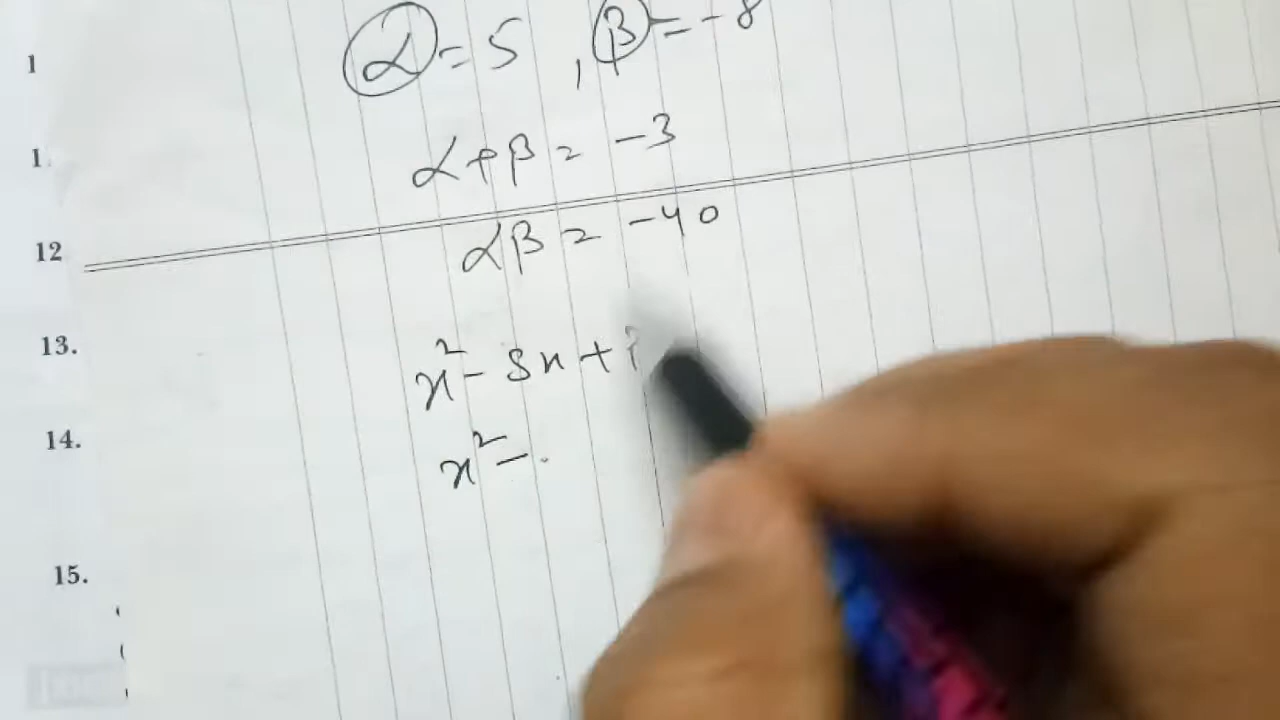 α = 5 , β = -8
α + β = -3
αβ = -40
x² - Sx +
x² -
1
1.
12
13.
14.
15.